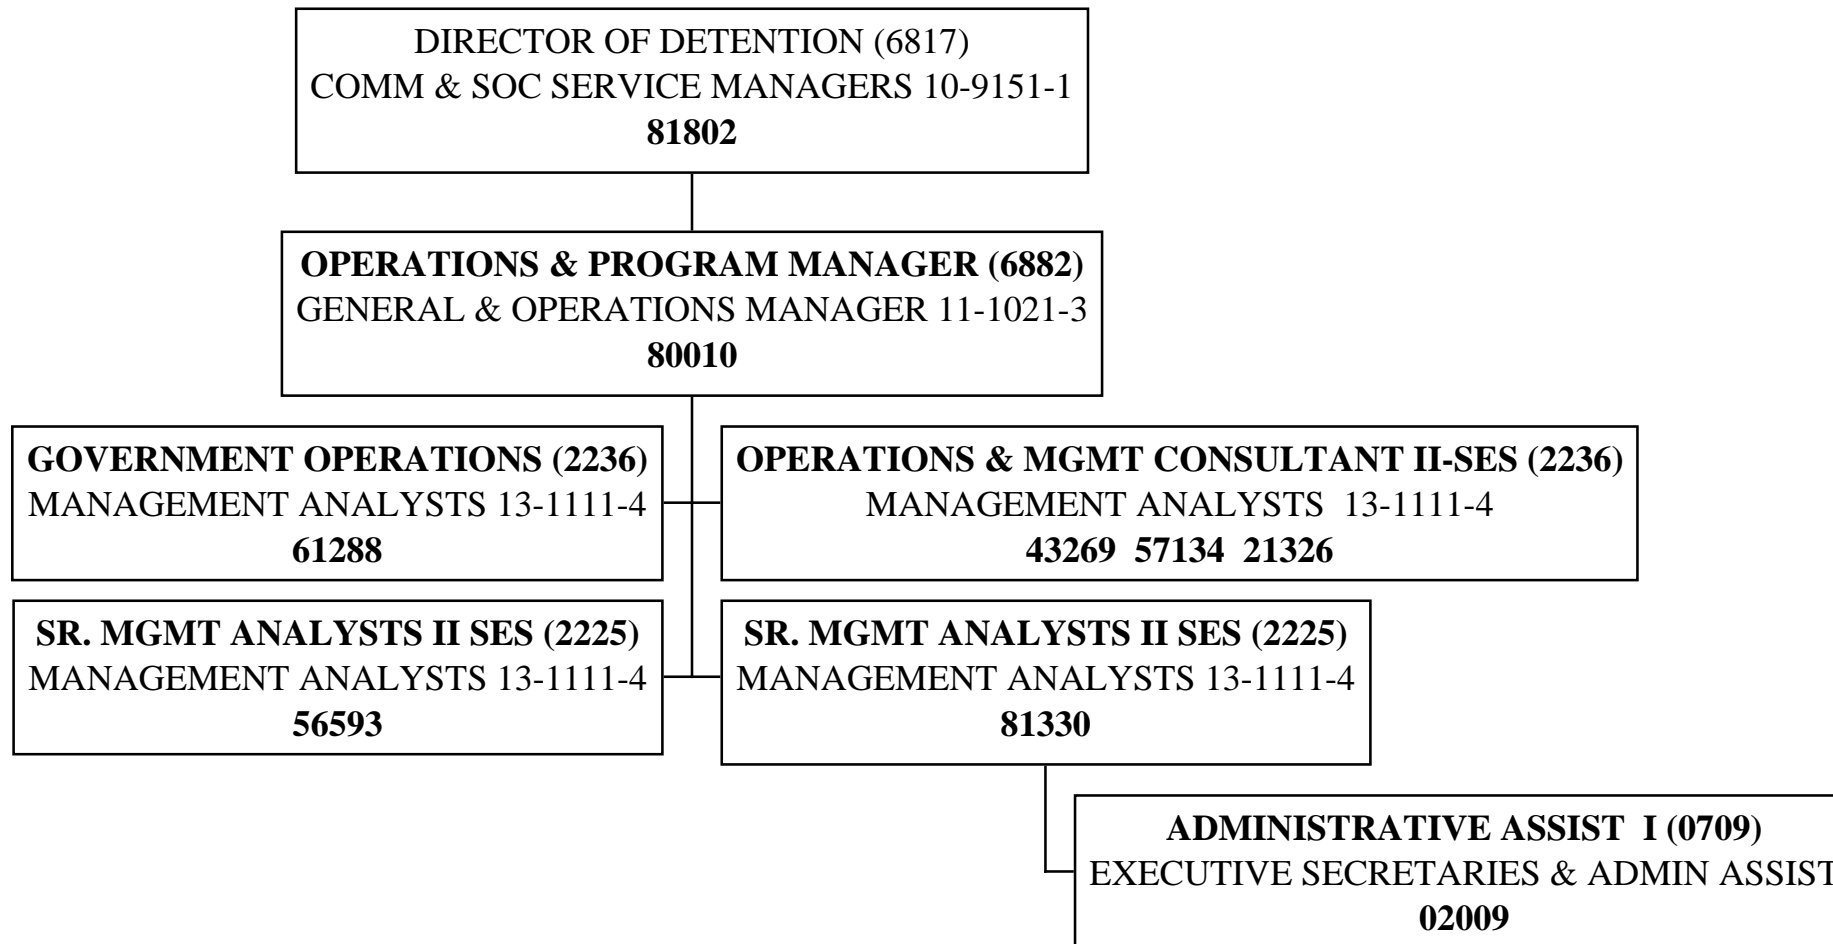 DIRECTOR OF DETENTION (6817)
COMM & SOC SERVICE MANAGERS 10-9151-1
81802
OPERATIONS & PROGRAM MANAGER (6882)
GENERAL & OPERATIONS MANAGER 11-1021-3
80010
GOVERNMENT OPERATIONS (2236)
MANAGEMENT ANALYSTS 13-1111-4
61288
OPERATIONS & MGMT CONSULTANT II-SES (2236)
MANAGEMENT ANALYSTS 13-1111-4
43269 57134 21326
SR. MGMT ANALYSTS II SES (2225)
MANAGEMENT ANALYSTS 13-1111-4
56593
SR. MGMT ANALYSTS II SES (2225)
MANAGEMENT ANALYSTS 13-1111-4
81330
ADMINISTRATIVE ASSIST I (0709)
EXECUTIVE SECRETARIES & ADMIN ASSIST
02009